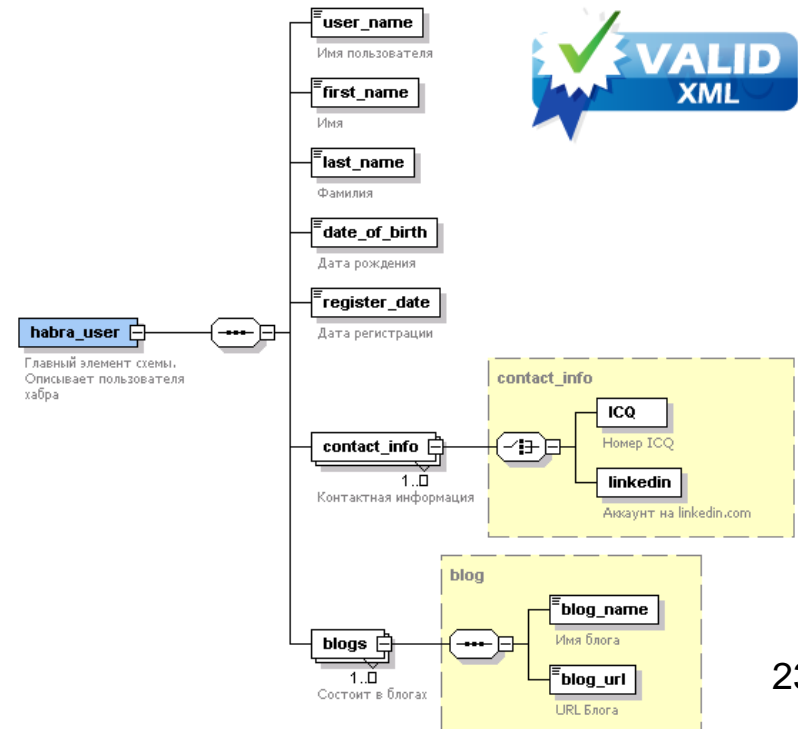 user_name
Имя пользователя
VALID
XML
first_name
Имя
last_name
Фамилия
date_of_birth
Дата рождения
register_date
Дата регистрации
habra_user
Главный элемент схемы.
Описывает пользователя
хабра
contact_info
ICQ
Номер ICQ
linkedin
Аккаунт на linkedin.com
contact_info
1..
Контактная информация
blog
blog_name
Имя блога
blog_url
URL Блога
blogs
1..
Состоит в блогах
23